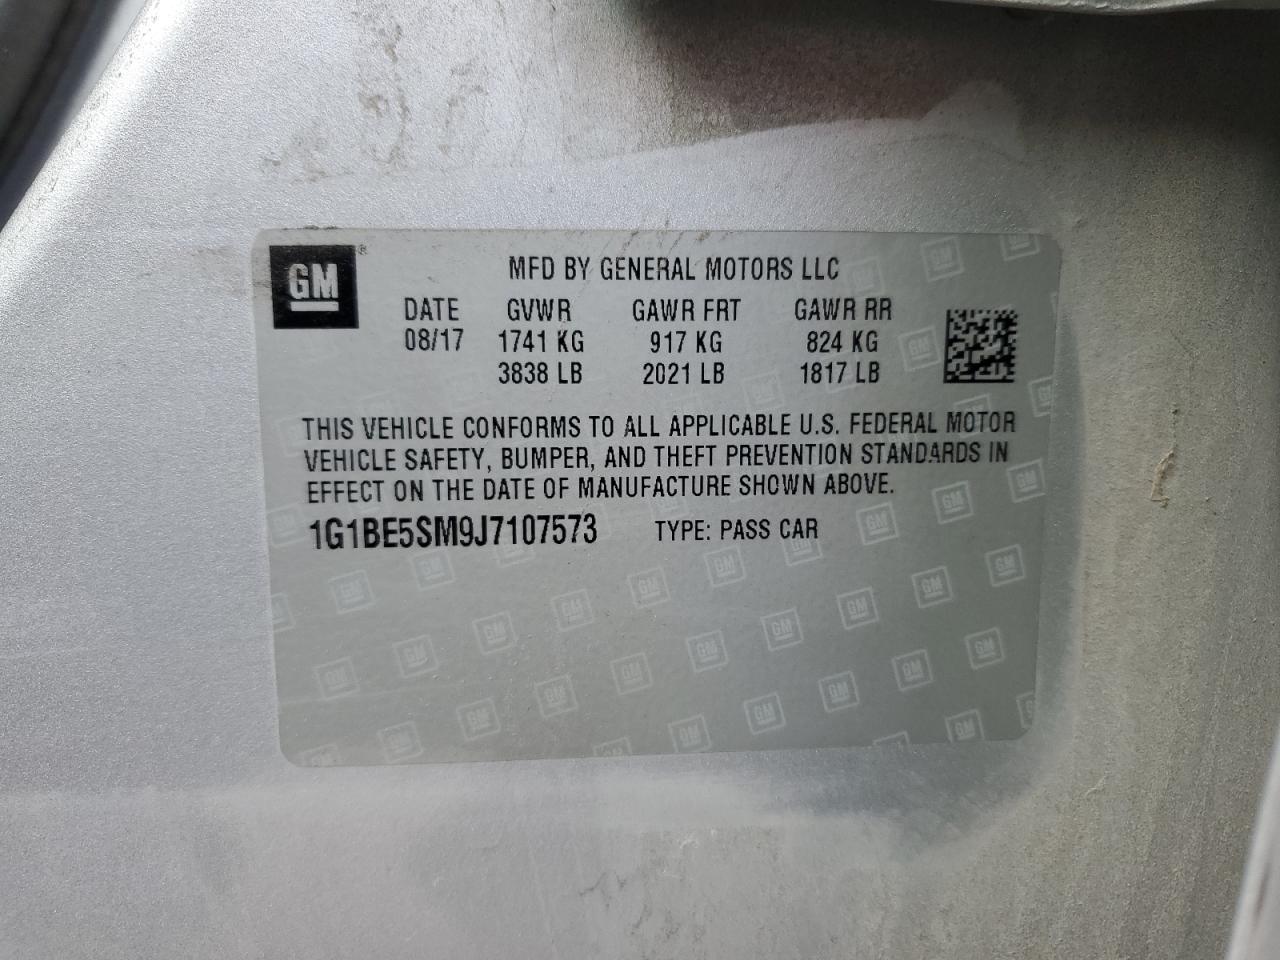 GM®
MFD BY GENERAL MOTORS LLC
DATE GVWR GAWR FRT GAWR RR
08/17 1741 KG 917 KG 824 KG
3838 LB 2021 LB 1817 LB
THIS VEHICLE CONFORMS TO ALL APPLICABLE U.S. FEDERAL MOTOR
VEHICLE SAFETY, BUMPER, AND THEFT PREVENTION STANDARDS IN
EFFECT ON THE DATE OF MANUFACTURE SHOWN ABOVE.
1G1BE5SM9J7107573 TYPE: PASS CAR